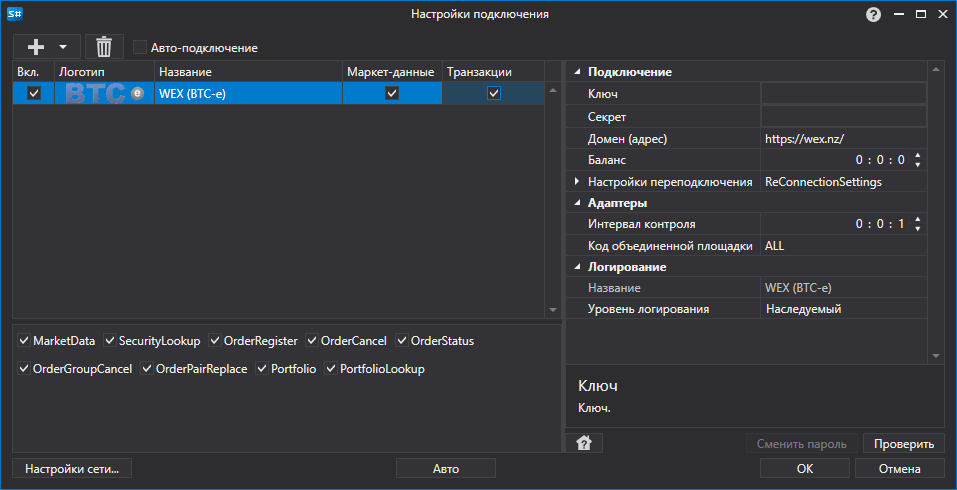 S#
Настройки подключения
?
Авто-подключение
Вкл. Логотип Название Маркет-данные Транзакции
BTC e WEX (BTC-e)
MarketData SecurityLookup OrderRegister OrderCancel OrderStatus
OrderGroupCancel OrderPairReplace Portfolio PortfolioLookup
Подключение
Ключ
Секрет
Домен (адрес) https://wex.nz/
Баланс 0 : 0 : 0
Настройки переподключения ReConnectionSettings
Адаптеры
Интервал контроля 0 : 0 : 1
Код объединенной площадки ALL
Логирование
Название WEX (BTC-e)
Уровень логирования Наследуемый
Ключ
Ключ.
?
Сменить пароль Проверить
Настройки сети... Авто OK Отмена